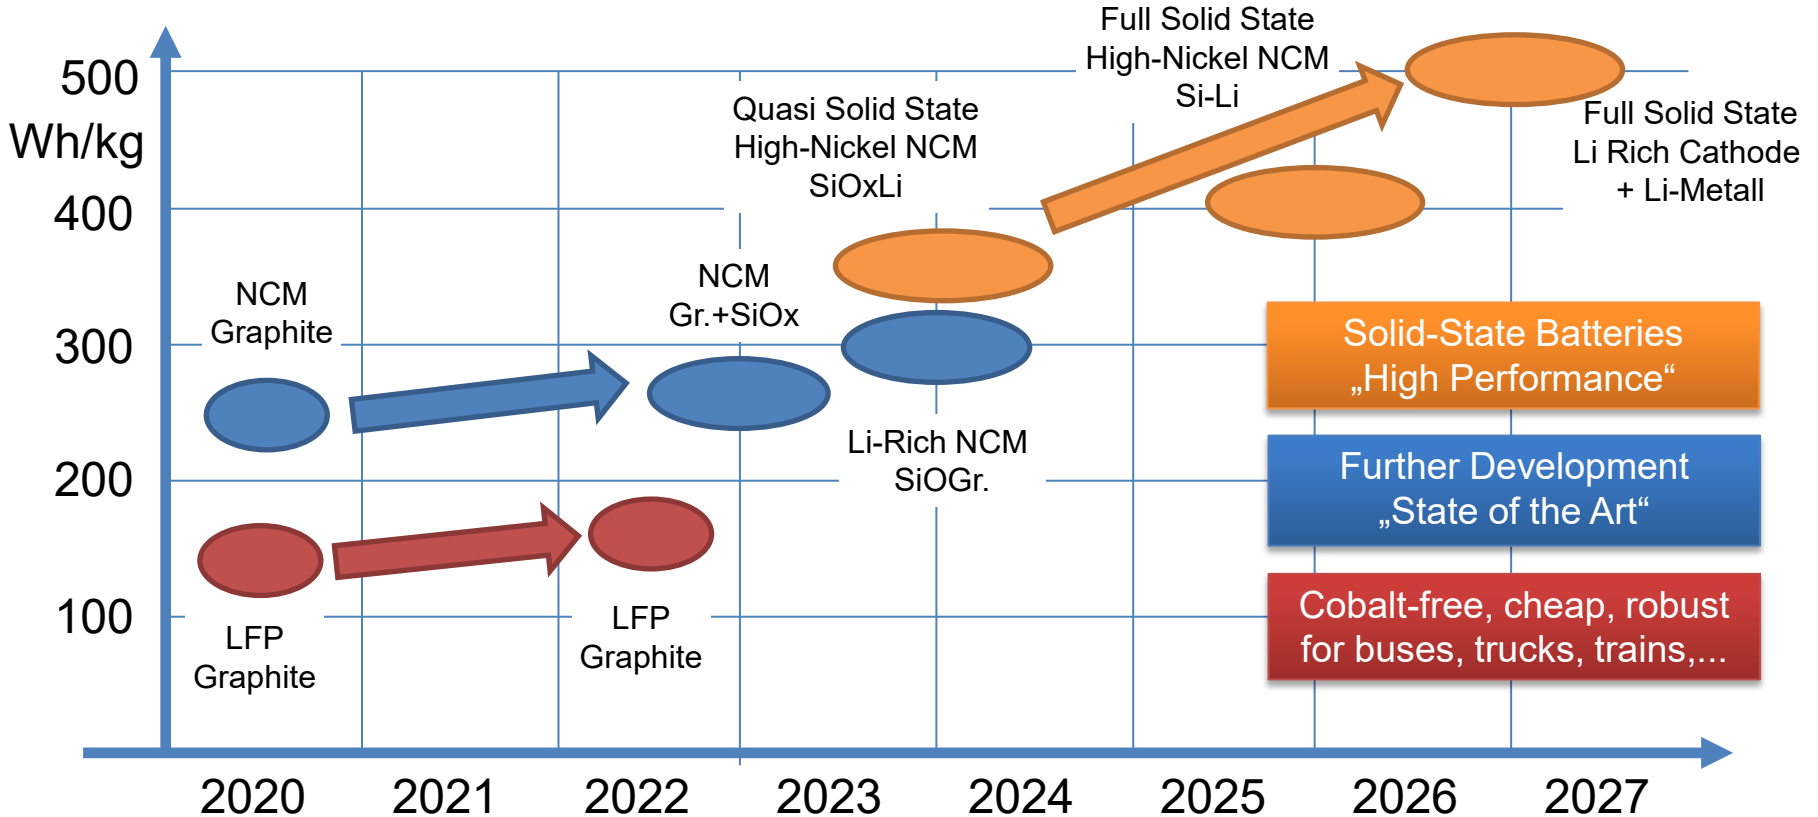 500
Wh/kg
400
300
200
100
NCM
Graphite
LFP
Graphite
LFP
Graphite
NCM
Gr.+SiOx
Quasi Solid State
High-Nickel NCM
SiOxLi
Li-Rich NCM
SiOGr.
Full Solid State
High-Nickel NCM
Si-Li
Full Solid State
Li Rich Cathode
+ Li-Metall
Solid-State Batteries
„High Performance“
Further Development
„State of the Art“
Cobalt-free, cheap, robust
for buses, trucks, trains,...
2020 2021 2022 2023 2024 2025 2026 2027